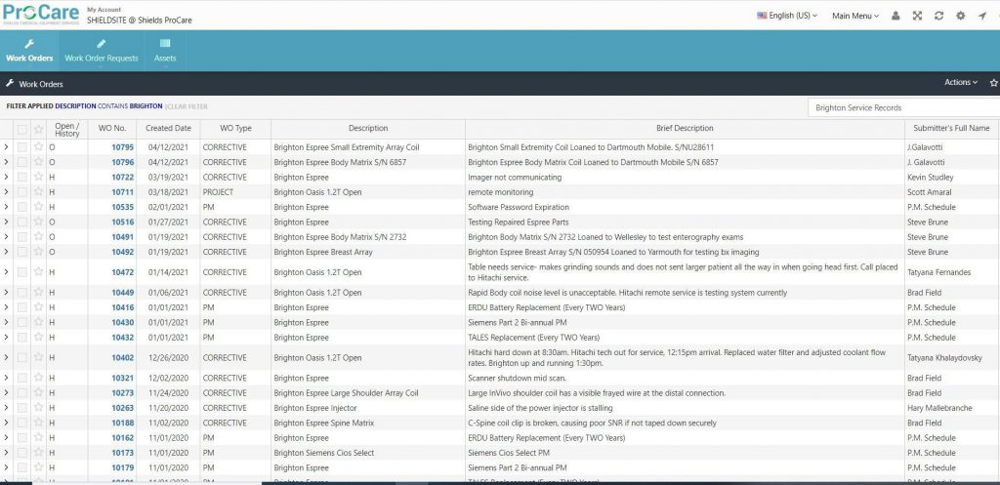 ProCare
SHIELDS | MEDICAL EQUIPMENT SERVICES
My Account
SHIELDSITE @ Shields ProCare
English (US)
Main Menu
Work Orders
Work Order Requests
Assets
Work Orders
Actions
FILTER APPLIED DESCRIPTION CONTAINS BRIGHTON |CLEAR FILTER
Brighton Service Records
Open / History WO No. Created Date WO Type Description Brief Description Submitter's Full Name
O 10795 04/12/2021 CORRECTIVE Brighton Espree Small Extremity Array Coil Brighton Small Extremity Coil Loaned to Dartmouth Mobile. S/NU28611 J.Galavotti
O 10796 04/12/2021 CORRECTIVE Brighton Espree Body Matrix S/N 6857 Brighton Espree Body Matrix Coil Loaned to Dartmouth Mobile S/N 6857 J. Galavotti
H 10722 03/19/2021 CORRECTIVE Brighton Espree Imager not communicating Kevin Studley
H 10711 03/18/2021 PROJECT Brighton Oasis 1.2T Open remote monitoring Scott Amaral
H 10535 02/01/2021 PM Brighton Espree Software Password Expiration P.M. Schedule
O 10516 01/27/2021 CORRECTIVE Brighton Espree Testing Repaired Espree Parts Steve Brune
O 10491 01/19/2021 CORRECTIVE Brighton Espree Body Matrix S/N 2732 Brighton Body Matrix S/N 2732 Loaned to Wellesley to test enterography exams Steve Brune
O 10492 01/19/2021 CORRECTIVE Brighton Espree Breast Array Brighton Espree Breast Array S/N 050954 Loaned to Yarmouth for testing bx imaging Steve Brune
H 10472 01/14/2021 CORRECTIVE Brighton Oasis 1.2T Open Table needs service- makes grinding sounds and does not sent larger patient all the way in when going head first. Call placed Tatyana Fernandes
to Hitachi service.
H 10449 01/06/2021 CORRECTIVE Brighton Oasis 1.2T Open Rapid Body coil noise level is unacceptable. Hitachi remote service is testing system currently Brad Field
H 10416 01/01/2021 PM Brighton Espree ERDU Battery Replacement (Every TWO Years) P.M. Schedule
H 10430 01/01/2021 PM Brighton Espree Siemens Part 2 Bi-annual PM P.M. Schedule
H 10432 01/01/2021 PM Brighton Espree TALES Replacement (Every TWO Years) P.M. Schedule
H 10402 12/26/2020 CORRECTIVE Brighton Oasis 1.2T Open Hitachi hard down at 8:30am. Hitachi tech out for service, 12:15pm arrival. Replaced water filter and adjusted coolant flow Tatyana Khalaydovsky
rates. Brighton up and running 1:30pm.
H 10321 12/02/2020 CORRECTIVE Brighton Espree Scanner shutdown mid scan. Brad Field
H 10273 11/24/2020 CORRECTIVE Brighton Espree Large Shoulder Array Coil Large InVivo shoulder coil has a visible frayed wire at the distal connection. Brad Field
H 10263 11/20/2020 CORRECTIVE Brighton Espree Injector Saline side of the power injector is stalling Hary Mallebranche
H 10188 11/02/2020 CORRECTIVE Brighton Espree Spine Matrix C-Spine coil clip is broken, causing poor SNR if not taped down securely Brad Field
H 10162 11/01/2020 PM Brighton Espree ERDU Battery Replacement (Every TWO Years) P.M. Schedule
H 10173 11/01/2020 PM Brighton Siemens Cios Select Siemens Cios Select PM P.M. Schedule
H 10179 11/01/2020 PM Brighton Espree Siemens Part 2 Bi-annual PM P.M. Schedule
H 10181 11/01/2020 PM Brighton Espree TALES Replacement (Every TWO Years) P.M. Schedule